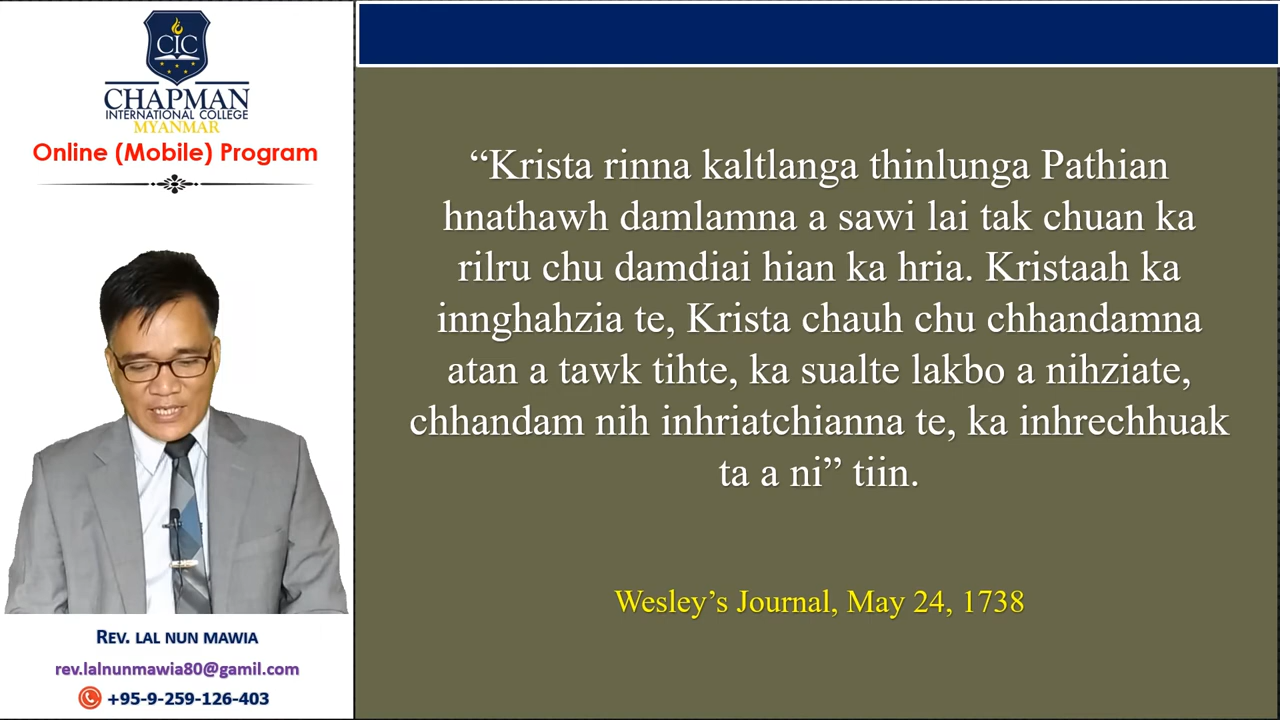 CIC
CHAPMAN
INTERNATIONAL COLLEGE
MYANMAR
Online (Mobile) Program
REV. LAL NUN MAWIA
rev.lalnunmawia80@gamil.com
+95-9-259-126-403
“Krista rinna kaltlanga thinlunga Pathian
hnathawh damlamna a sawi lai tak chuan ka
rilru chu damdiai hian ka hria. Kristaah ka
innghahzia te, Krista chauh chu chhandamna
atan a tawk tihte, ka sualte lakbo a nihziate,
chhandam nih inhriatchianna te, ka inhrechhuak
ta a ni” tiin.
Wesley’s Journal, May 24, 1738